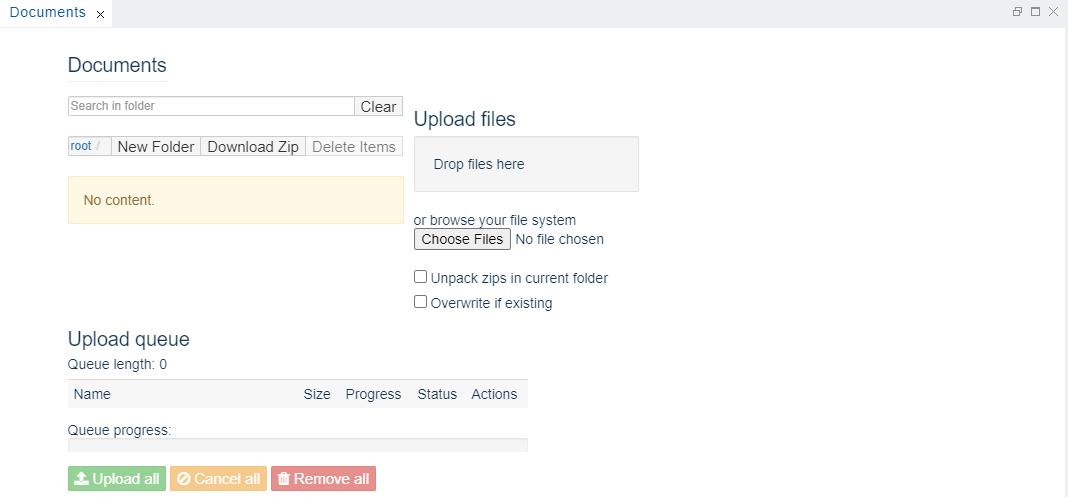 Documents
Documents
Search in folder
Clear
root / New Folder Download Zip Delete Items
No content.
Upload files
Drop files here
or browse your file system
Choose Files No file chosen
Unpack zips in current folder
Overwrite if existing
Upload queue
Queue length: 0
Name Size Progress Status Actions
Queue progress:
Upload all Cancel all Remove all